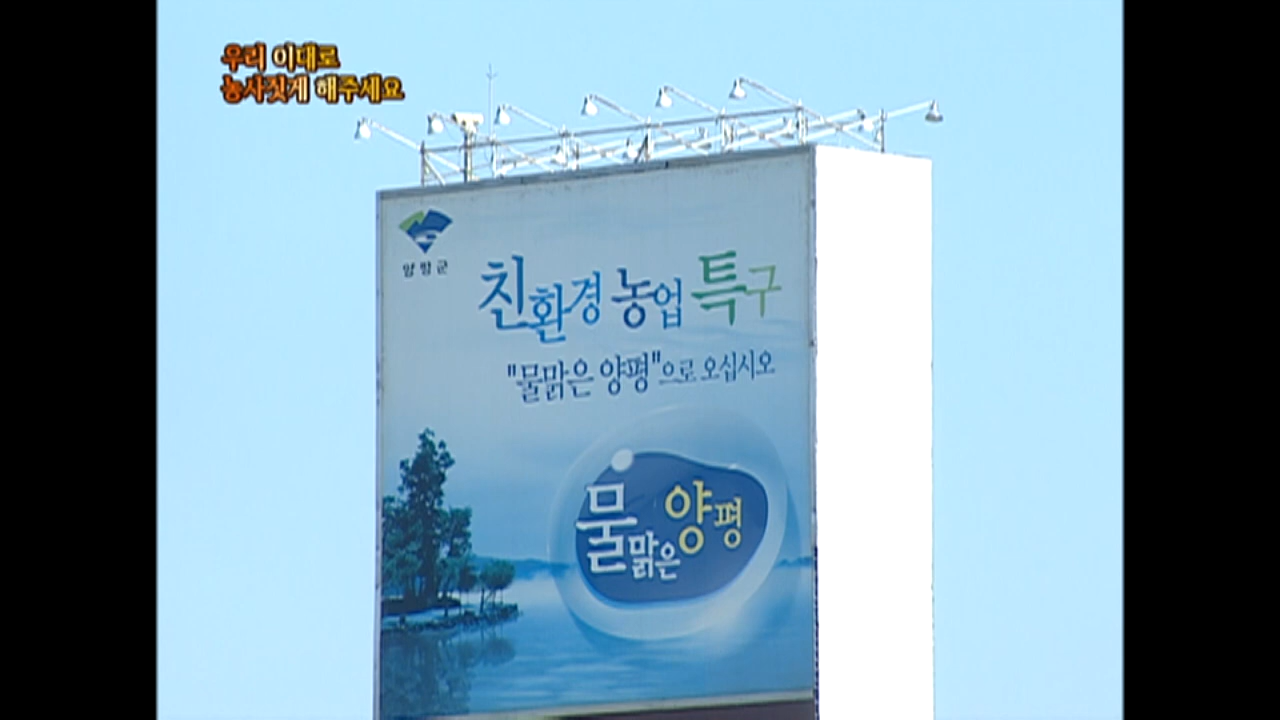 우리 이대로
농사짓게 해주세요
양평군
친환경 농업 특구
"물맑은 양평"으로 오십시오
물맑은 양평